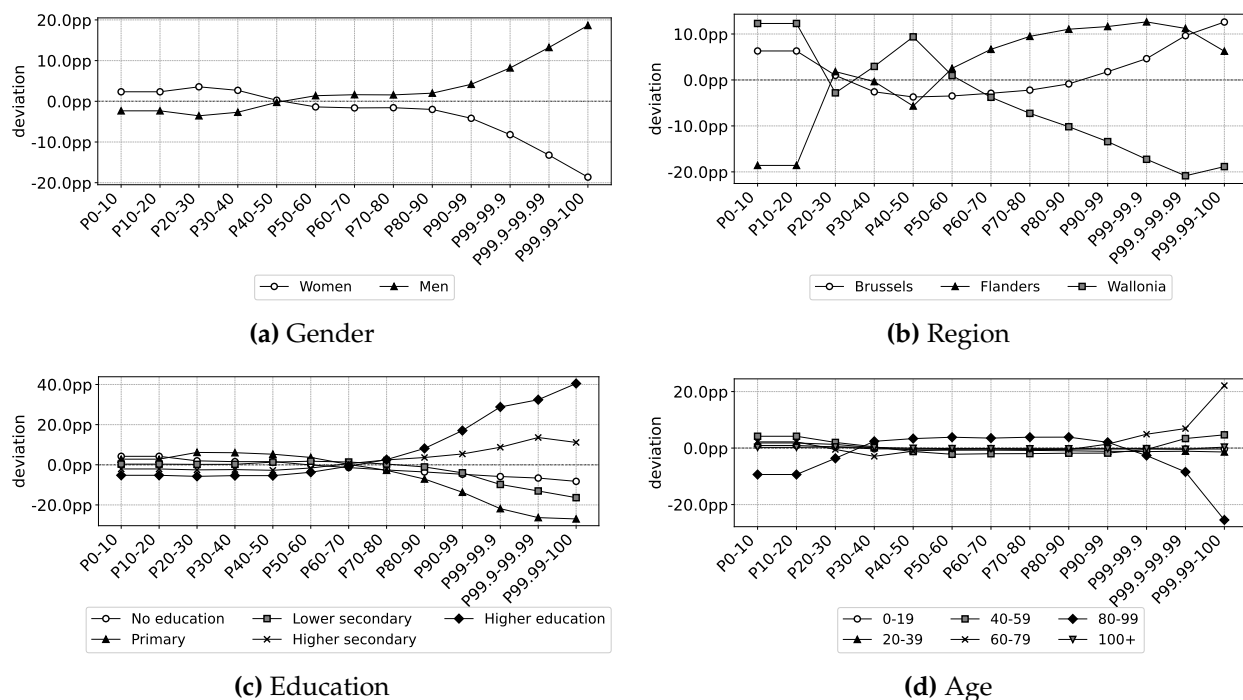 20.0pp
10.0pp
0.0pp
-10.0pp
-20.0pp
deviation
P0-10
P10-20
P20-30
P30-40
P40-50
P50-60
P60-70
P70-80
P80-90
P90-99
P99-99.9
P99.9-99.99
P99.99-100
Women Men
(a) Gender
10.0pp
0.0pp
-10.0pp
-20.0pp
deviation
P0-10
P10-20
P20-30
P30-40
P40-50
P50-60
P60-70
P70-80
P80-90
P90-99
P99-99.9
P99.9-99.99
P99.99-100
Brussels Flanders Wallonia
(b) Region
40.0pp
20.0pp
0.0pp
-20.0pp
deviation
P0-10
P10-20
P20-30
P30-40
P40-50
P50-60
P60-70
P70-80
P80-90
P90-99
P99-99.9
P99.9-99.99
P99.99-100
No education Lower secondary Higher education
Primary Higher secondary
(c) Education
20.0pp
0.0pp
-20.0pp
deviation
P0-10
P10-20
P20-30
P30-40
P40-50
P50-60
P60-70
P70-80
P80-90
P90-99
P99-99.9
P99.9-99.99
P99.99-100
0-19 40-59 80-99
20-39 60-79 100+
(d) Age